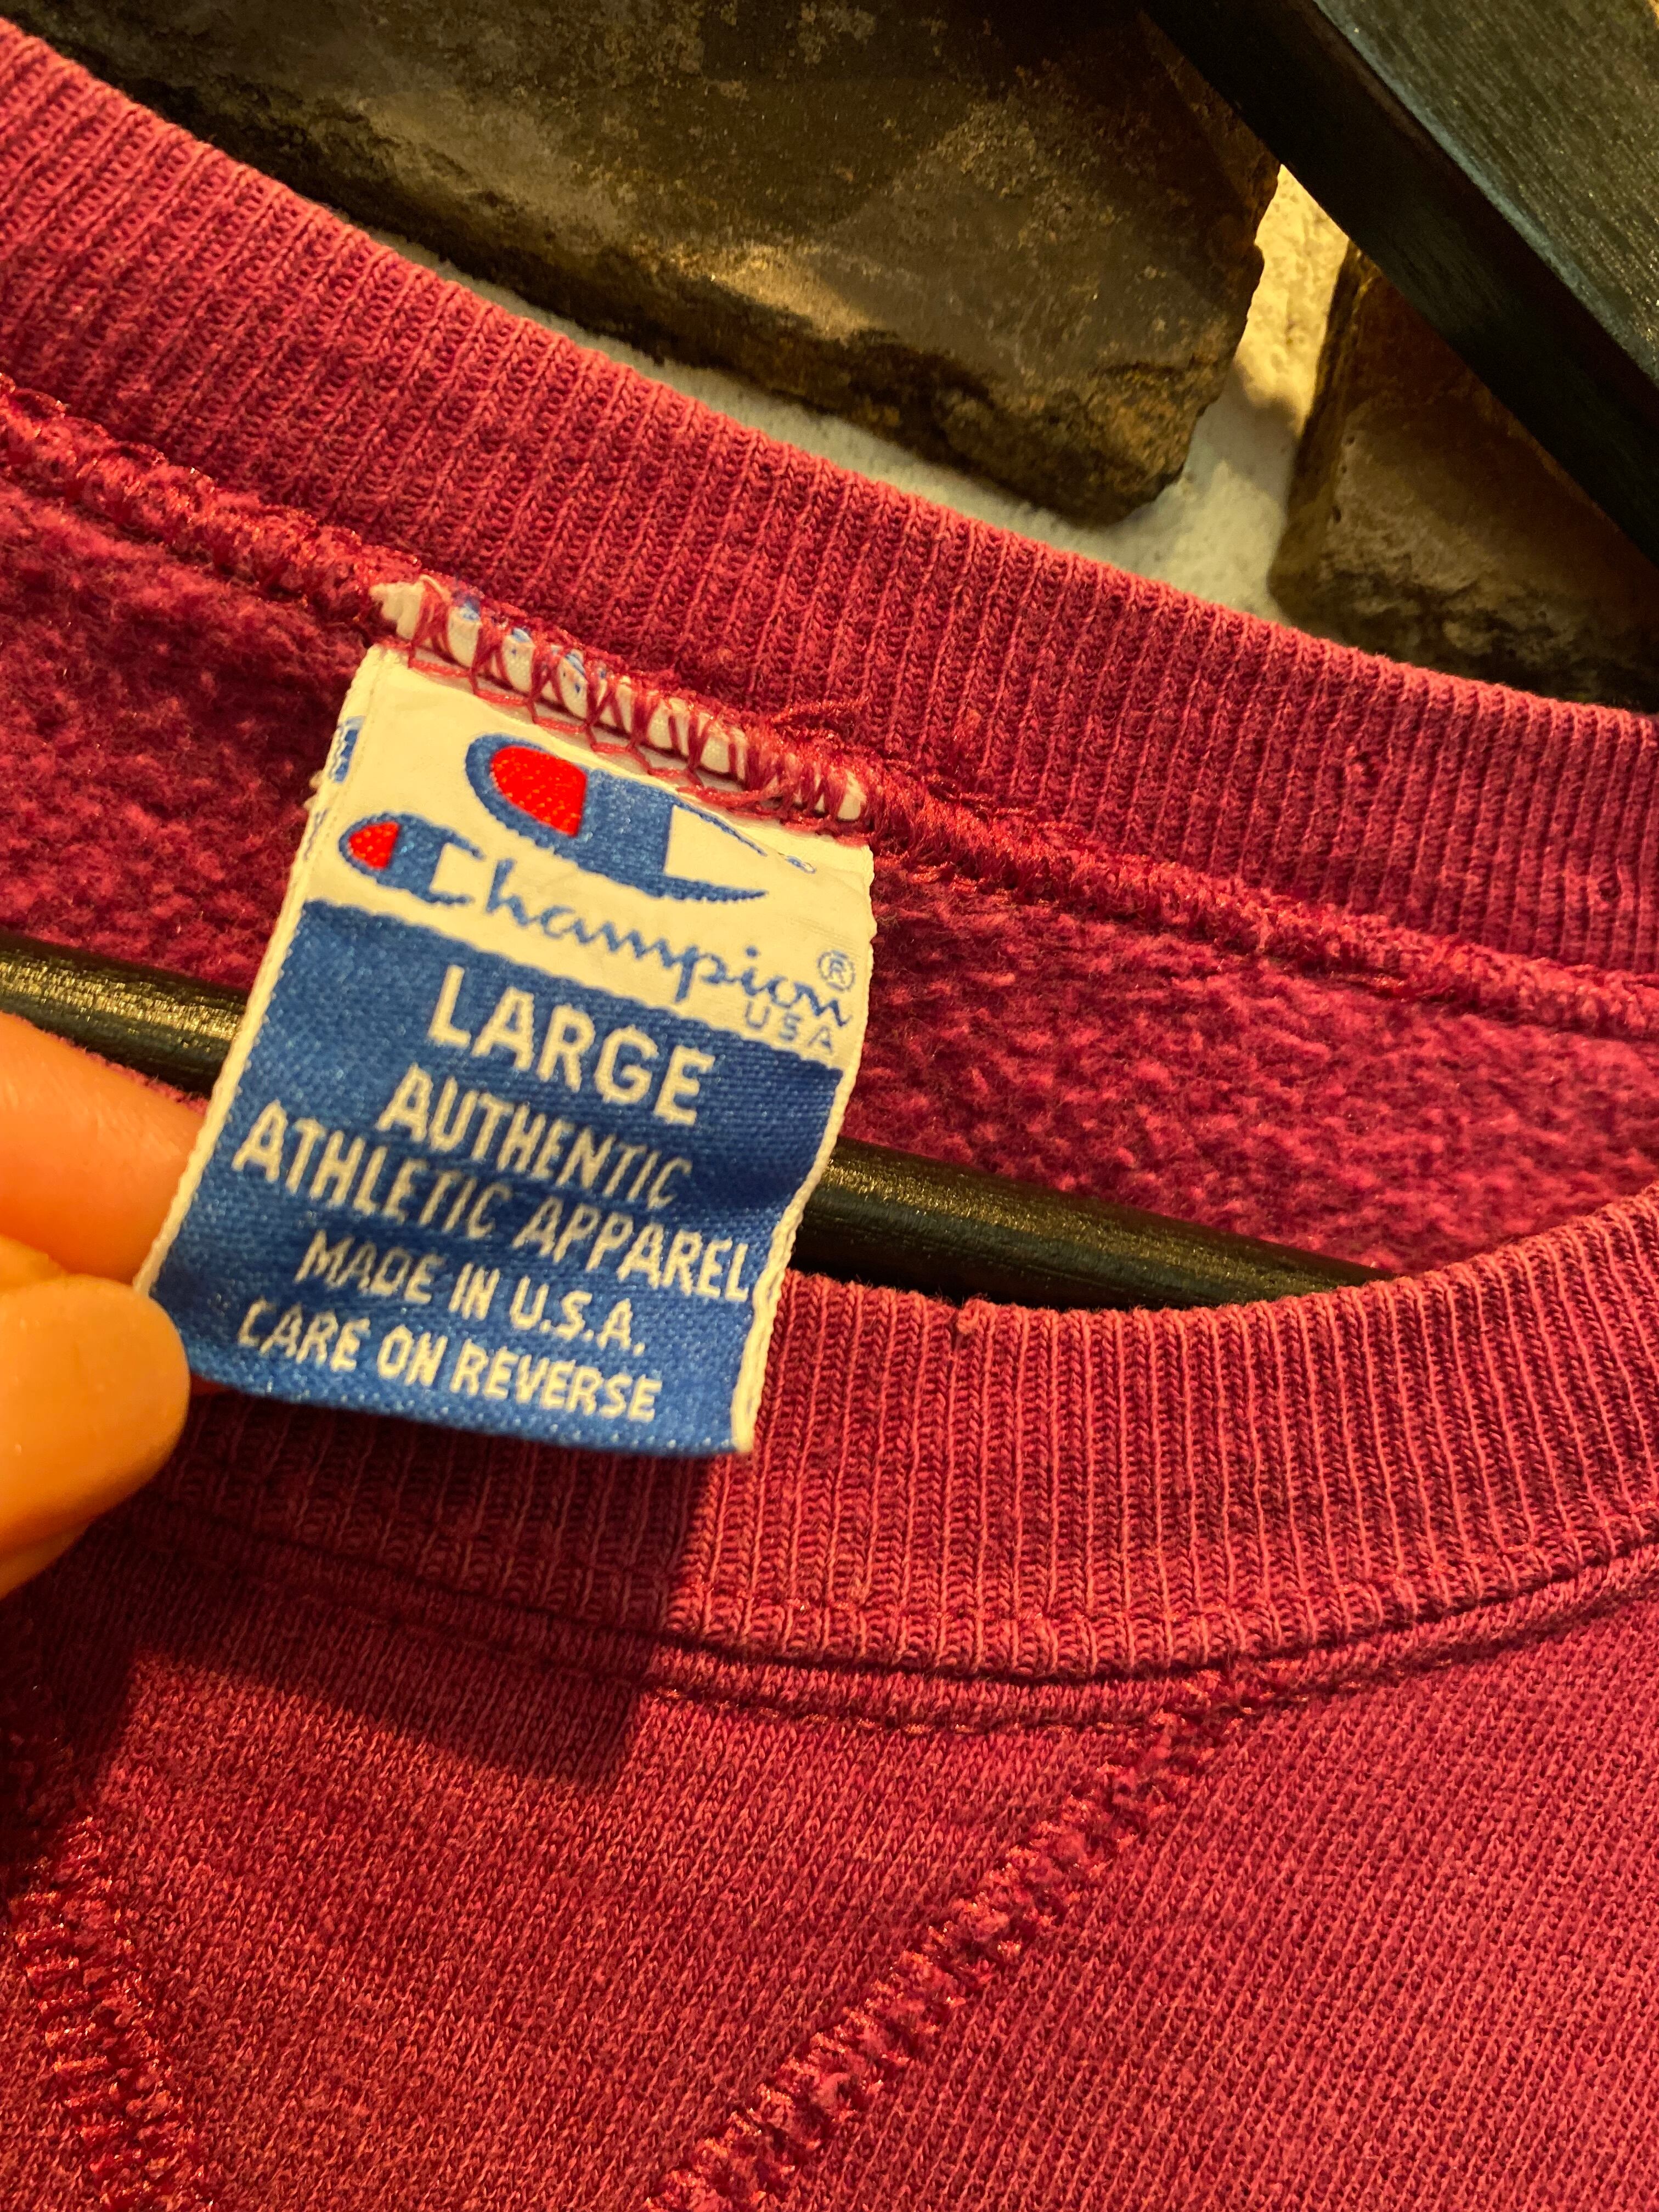 Champion®
USA
LARGE
AUTHENTIC
ATHLETIC APPAREL
MADE IN U.S.A.
CARE ON REVERSE